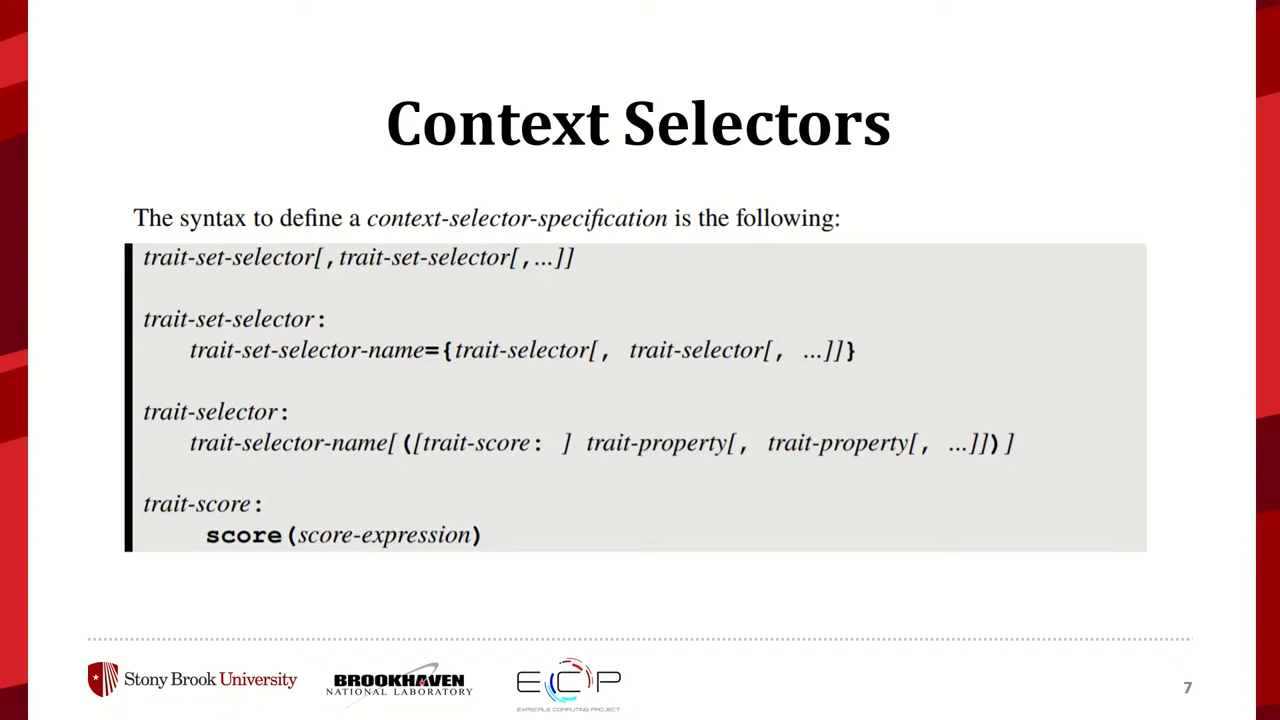 Context Selectors
The syntax to define a context-selector-specification is the following:
trait-set-selector[,trait-set-selector[,...]]
trait-set-selector:
trait-set-selector-name={trait-selector[, trait-selector[, ...]]}
trait-selector:
trait-selector-name[([trait-score: ] trait-property[, trait-property[, ...]])]
trait-score:
score(score-expression)
Stony Brook University
BROOKHAVEN
NATIONAL LABORATORY
ECP
EXASCALE COMPUTING PROJECT
7